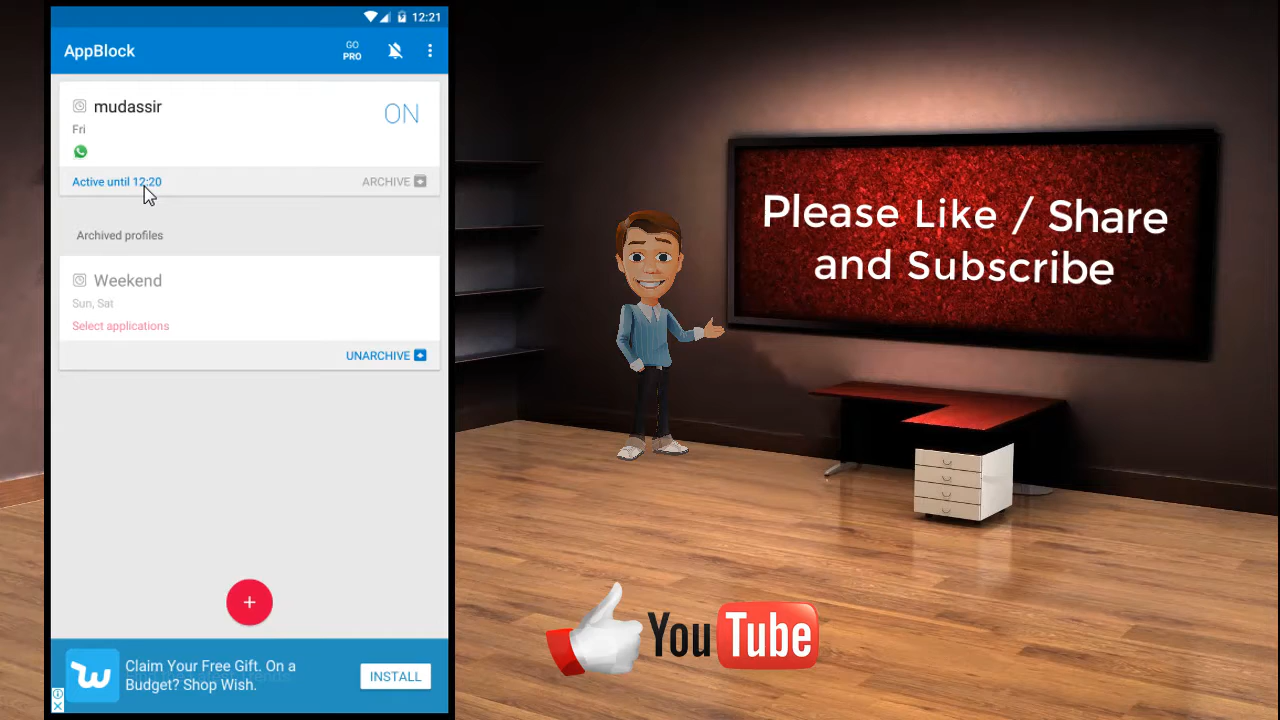 12:21
AppBlock
GO
PRO
mudassir
ON
Fri
Active until 12:20
ARCHIVE
Archived profiles
Weekend
Sun, Sat
Select applications
UNARCHIVE
+
Claim Your Free Gift. On a
Budget? Shop Wish.
INSTALL
Please Like / Share
and Subscribe
YouTube